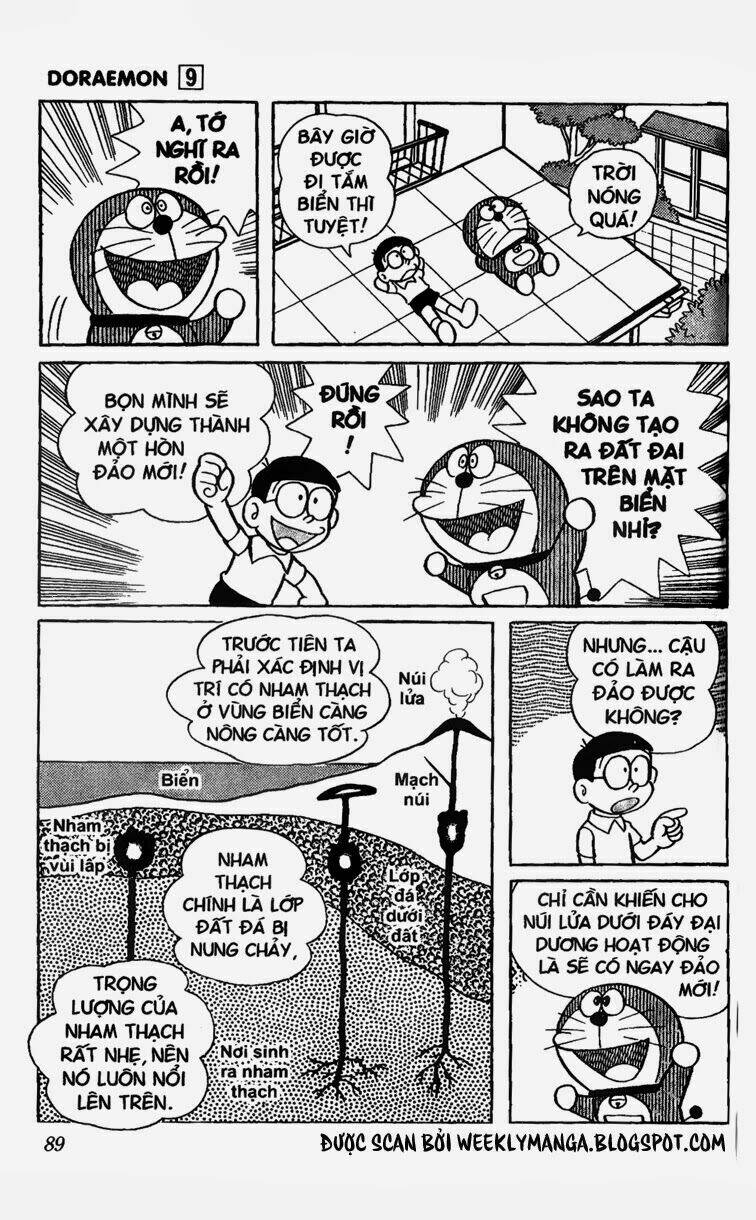 DORAEMON 9
TRỜI
NÓNG
QUÁ!
BÂY GIỜ
ĐƯỢC
ĐI TẮM
BIỂN THÌ
TUYỆT!
A, TỚ
NGHĨ RA
RỒI!
SAO TA
KHÔNG TẠO
RA ĐẤT ĐAI
TRÊN MẶT
BIỂN
NHỈ?
ĐÚNG
RỒI
!
BỌN MÌNH SẼ
XÂY DỰNG THÀNH
MỘT HÒN
ĐẢO MỚI!
NHƯNG... CẬU
CÓ LÀM RA
ĐẢO ĐƯỢC
KHÔNG?
CHỈ CẦN KHIẾN CHO
NÚI LỬA DƯỚI ĐÁY ĐẠI
DƯƠNG HOẠT ĐỘNG
LÀ SẼ CÓ NGAY ĐẢO
MỚI!
TRƯỚC TIÊN TA
PHẢI XÁC ĐỊNH VỊ
TRÍ CÓ NHAM THẠCH
Ở VÙNG BIỂN CÀNG
NÔNG CÀNG TỐT.
Núi
lửa
Biển
Mạch
núi
Nham
thạch bị
vùi lấp
NHAM
THẠCH
CHÍNH LÀ LỚP
ĐẤT ĐÁ BỊ
NUNG CHẢY,
Lớp
đá
dưới
đất
TRỌNG
LƯỢNG CỦA
NHAM THẠCH
RẤT NHẸ, NÊN
NÓ LUÔN NỔI
LÊN TRÊN.
Nơi sinh
ra nham
thạch
89
ĐƯỢC SCAN BỞI WEEKLYMANGA.BLOGSPOT.COM